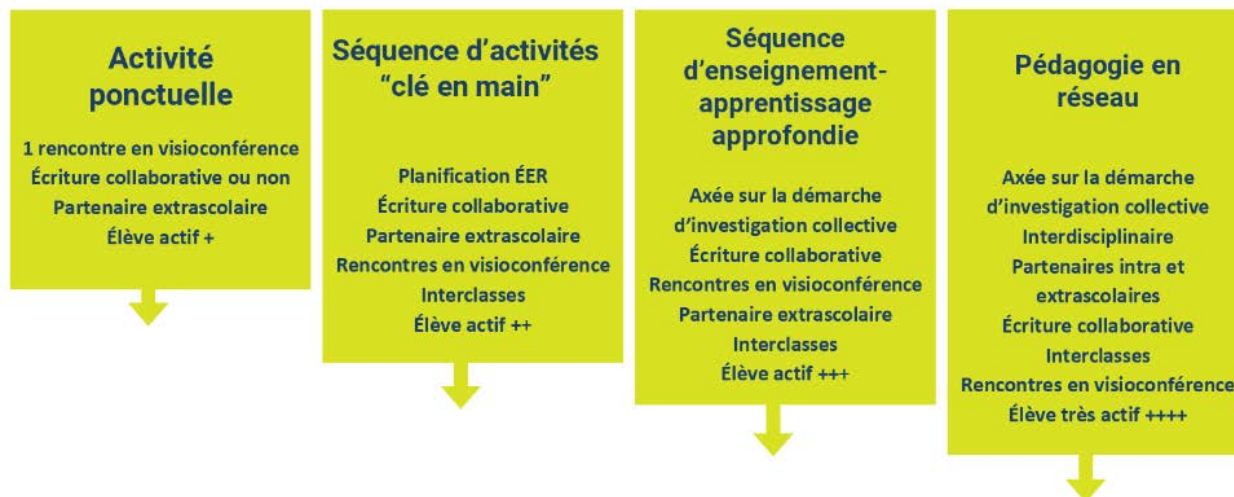 Activité
ponctuelle
1 rencontre en visioconférence
Écriture collaborative ou non
Partenaire extrascolaire
Élève actif +
Séquence d’activités
“clé en main”
Planification ÉER
Écriture collaborative
Partenaire extrascolaire
Rencontres en visioconférence
Interclasses
Élève actif ++
Séquence
d’enseignement-
apprentissage
approfondie
Axée sur la démarche
d’investigation collective
Écriture collaborative
Rencontres en visioconférence
Partenaire extrascolaire
Interclasses
Élève actif +++
Pédagogie en
réseau
Axée sur la démarche
d’investigation collective
Interdisciplinaire
Partenaires intra et
extrascolaires
Écriture collaborative
Interclasses
Rencontres en visioconférence
Élève très actif ++++